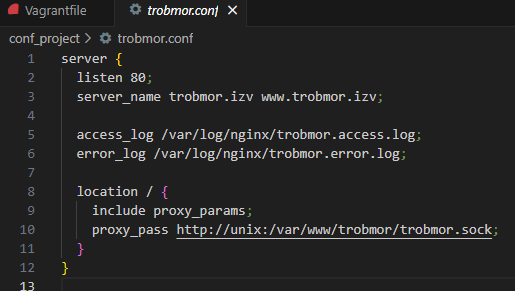 Vagrantfile trobmor.conf
conf_project > trobmor.conf
1 server {
2 listen 80;
3 server_name trobmor.izv www.trobmor.izv;
4
5 access_log /var/log/nginx/trobmor.access.log;
6 error_log /var/log/nginx/trobmor.error.log;
7
8 location / {
9 include proxy_params;
10 proxy_pass http://unix:/var/www/trobmor/trobmor.sock;
11 }
12 }
13